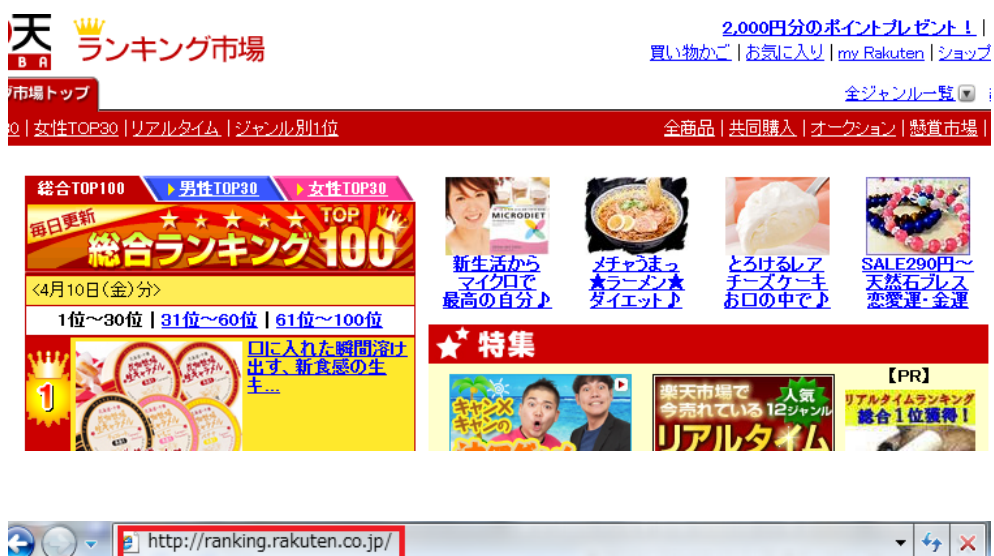 天 ランキング市場
BA
2,000円分のポイントプレゼント！ |
買い物かご | お気に入り | my Rakuten | ショップ
市場トップ
全ジャンル一覧
女性TOP30 | リアルタイム | ジャンル別1位
全商品 | 共同購入 | オークション | 懸賞市場 |
総合TOP100 男性TOP30 女性TOP30
毎日更新
総合ランキング TOP 100
<4月10日(金)分>
1位～30位 | 31位～60位 | 61位～100位
1
口に入れた瞬間溶け
出す、新食感の生
キ...
MICRODIET
新生活から
マイクロで
最高の自分♪
メチャうまっ
★ラーメン★
ダイエット♪
とろけるレア
チーズケーキ
お口の中で♪
SALE290円～
天然石ブレス
恋愛運・金運
特集
キャン×
キャンの
楽天市場で
今売れている
人気
12ジャンル
リアルタイム
【PR】
リアルタイムランキング
総合1位獲得！
http://ranking.rakuten.co.jp/